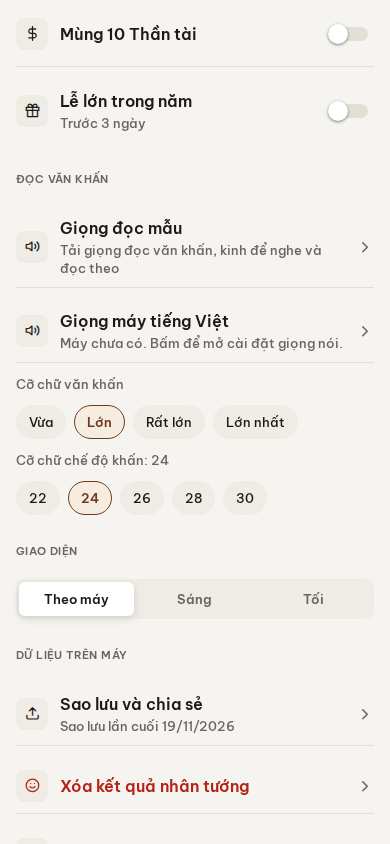 Mùng 10 Thần tài
Lễ lớn trong năm
Trước 3 ngày
ĐỌC VĂN KHẤN
Giọng đọc mẫu
Tải giọng đọc văn khấn, kinh để nghe và
đọc theo
Giọng máy tiếng Việt
Máy chưa có. Bấm để mở cài đặt giọng nói.
Cỡ chữ văn khấn
Vừa Lớn Rất lớn Lớn nhất
Cỡ chữ chế độ khấn: 24
22 24 26 28 30
GIAO DIỆN
Theo máy Sáng Tối
DỮ LIỆU TRÊN MÁY
Sao lưu và chia sẻ
Sao lưu lần cuối 19/11/2026
Xóa kết quả nhân tướng